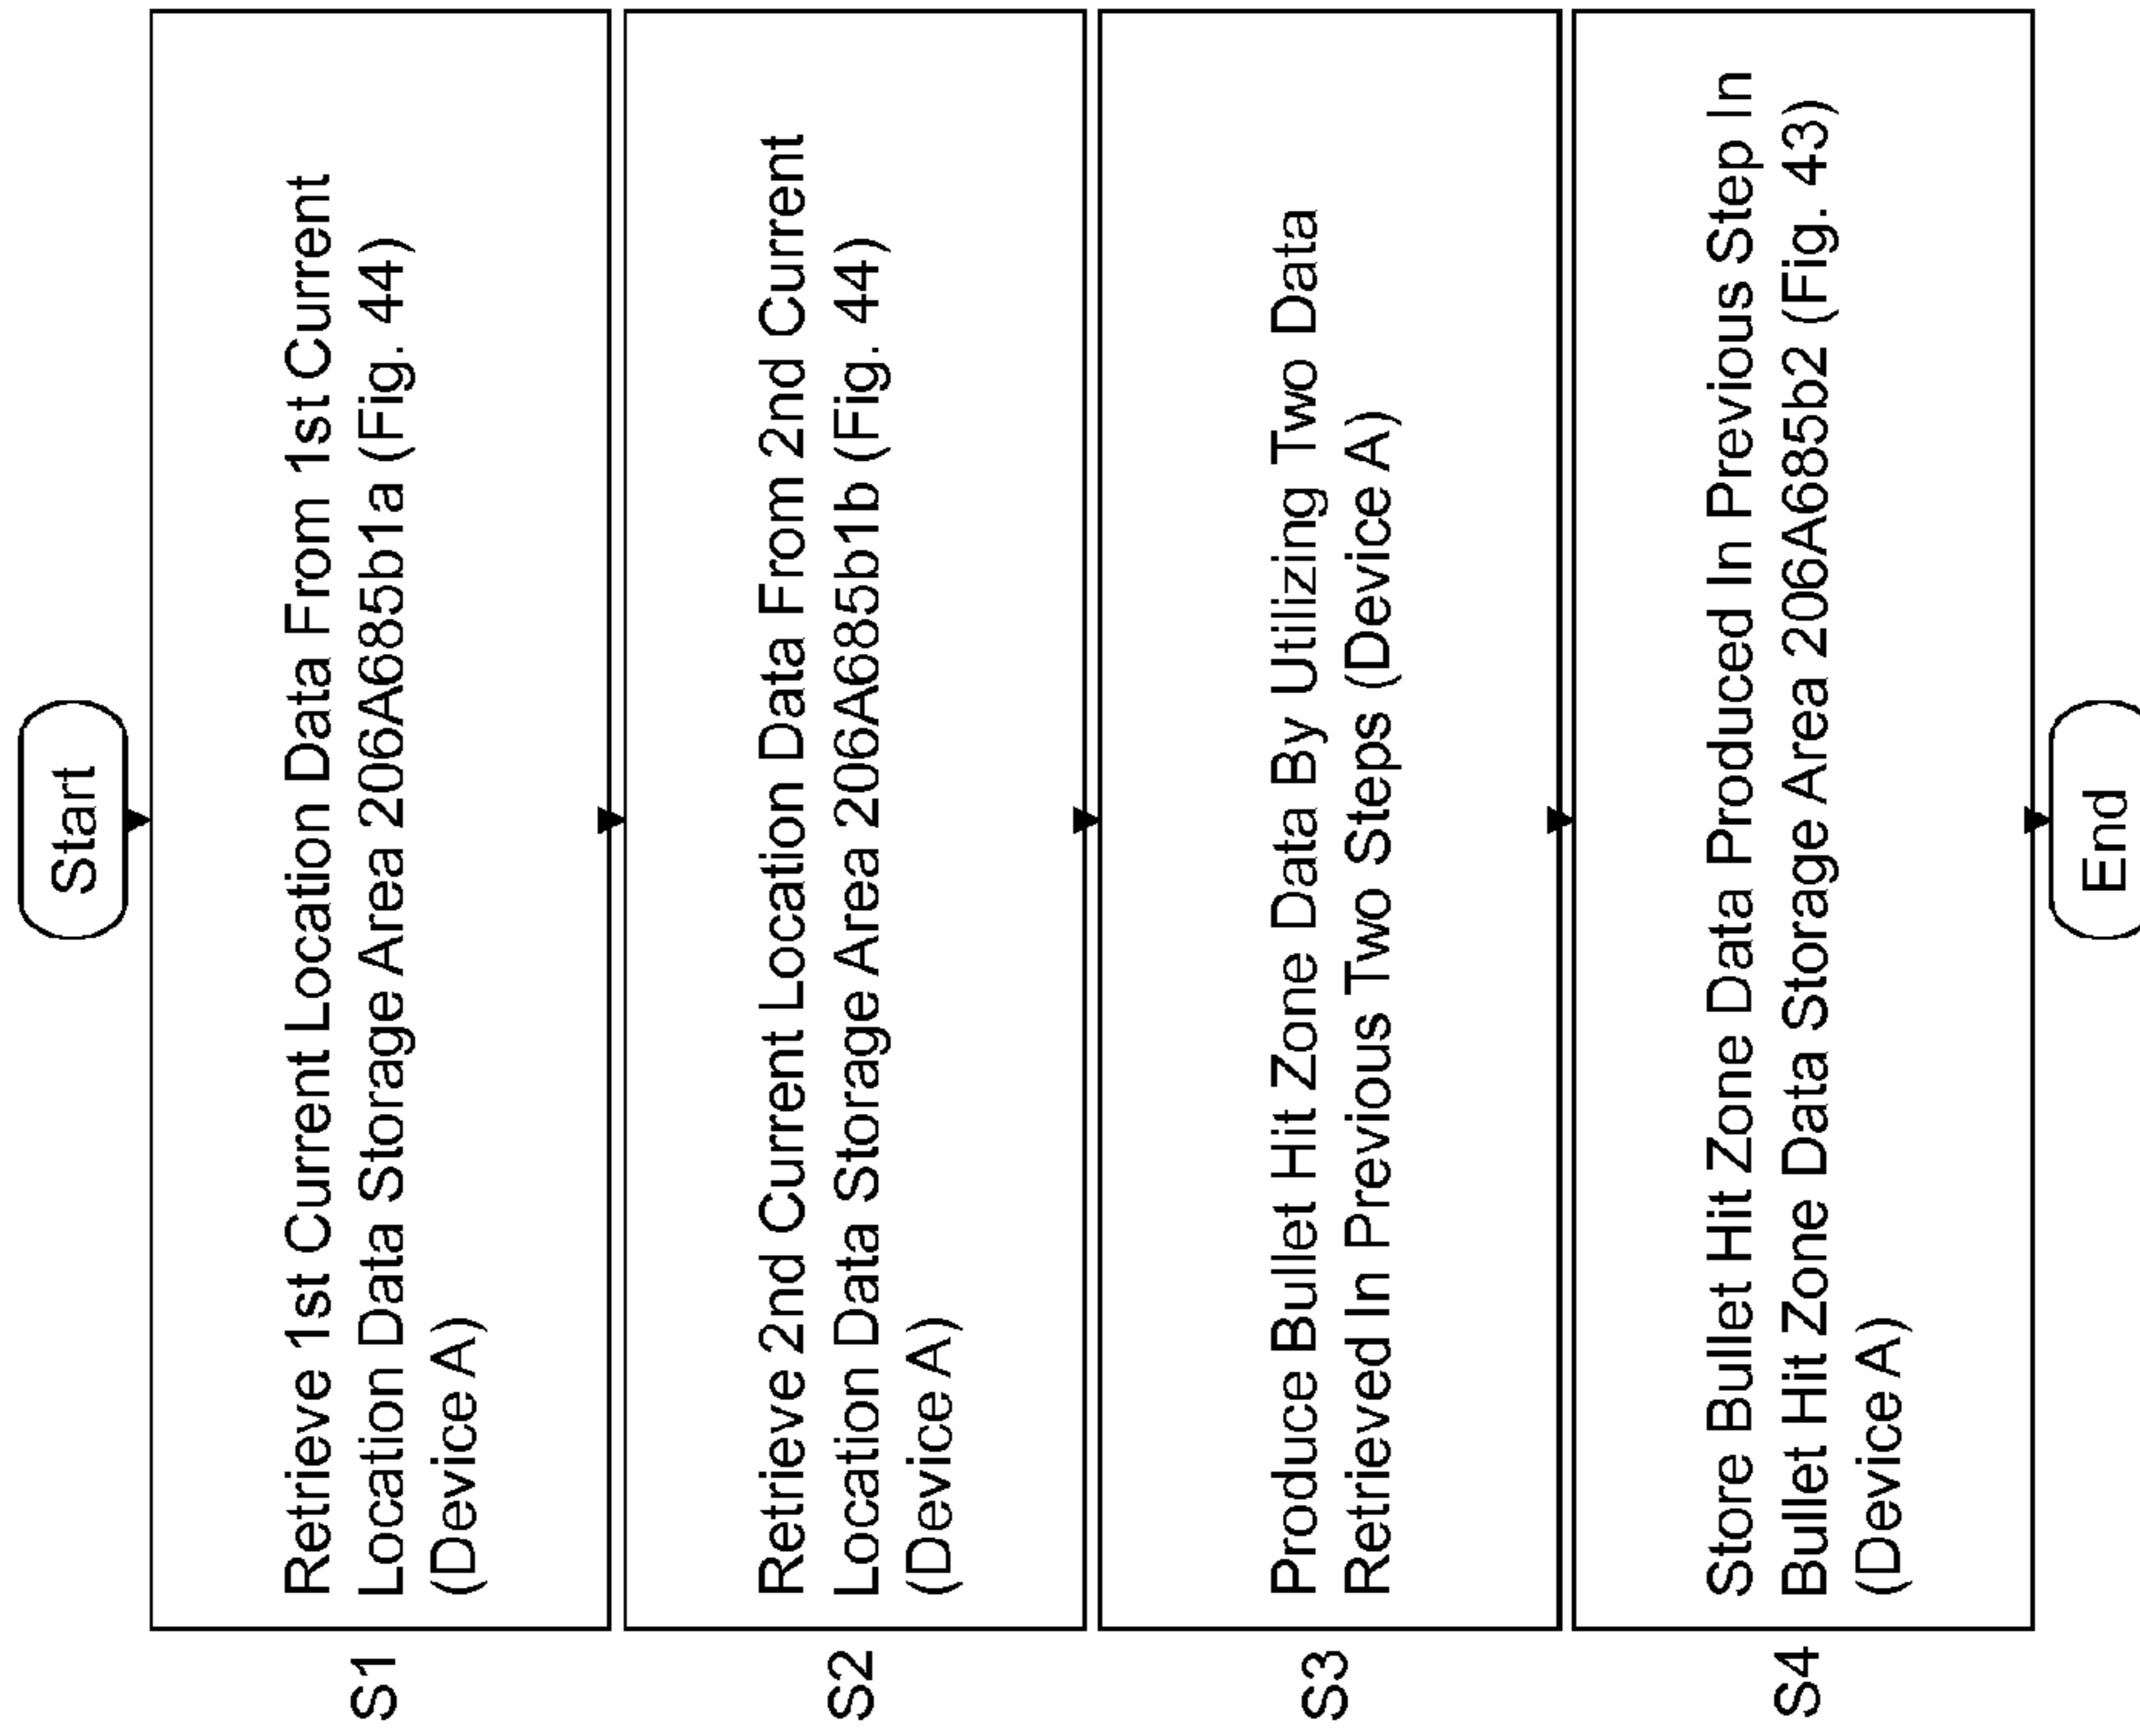 Start
S1
Retrieve 1st Current Location Data From 1st Current
Location Data Storage Area 206A685b1a (Fig. 44)
(Device A)
S2
Retrieve 2nd Current Location Data From 2nd Current
Location Data Storage Area 206A685b1b (Fig. 44)
(Device A)
S3
Produce Bullet Hit Zone Data By Utilizing Two Data
Retrieved In Previous Two Steps (Device A)
S4
Store Bullet Hit Zone Data Produced In Previous Step In
Bullet Hit Zone Data Storage Area 206A685b2 (Fig. 43)
(Device A)
End